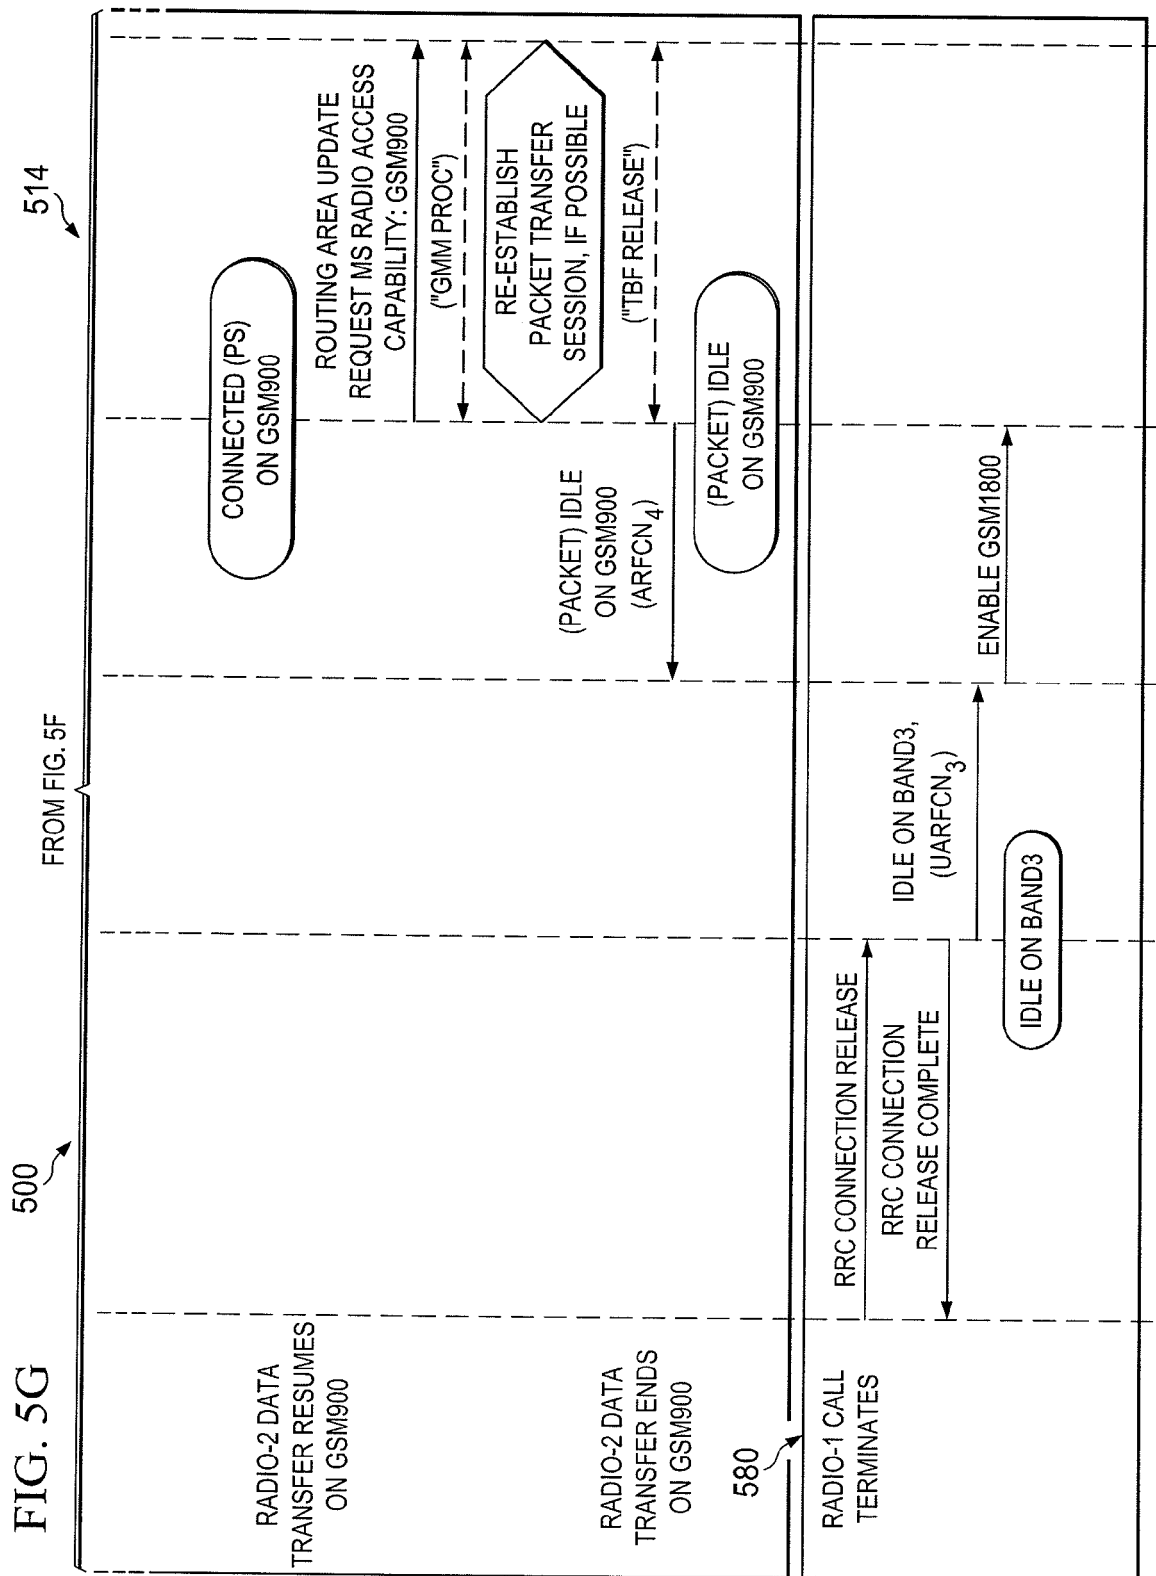 FIG. 5G
500
FROM FIG. 5F
514
RADIO-2 DATA
TRANSFER RESUMES
ON GSM900
CONNECTED (PS)
ON GSM900
ROUTING AREA UPDATE
REQUEST MS RADIO ACCESS
CAPABILITY: GSM900
("GMM PROC")
RE-ESTABLISH
PACKET TRANSFER
SESSION, IF POSSIBLE
("TBF RELEASE")
RADIO-2 DATA
TRANSFER ENDS
ON GSM900
(PACKET) IDLE
ON GSM900
(ARFCN4)
(PACKET) IDLE
ON GSM900
580
RADIO-1 CALL
TERMINATES
RRC CONNECTION RELEASE
RRC CONNECTION
RELEASE COMPLETE
IDLE ON BAND3,
(UARFCN3)
IDLE ON BAND3
ENABLE GSM1800